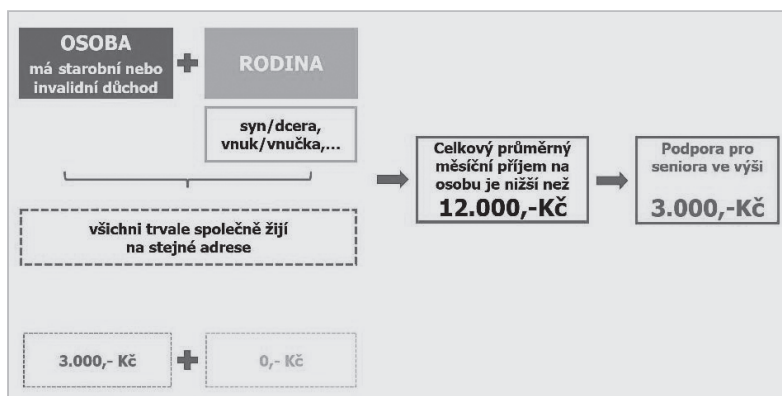 OSOBA
má starobní nebo
invalidní důchod
+
RODINA
syn/dcera,
vnuk/vnučka,...
všichni trvale společně žijí
na stejné adrese
Celkový průměrný
měsíční příjem na
osobu je nižší než
12.000,-Kč
Podpora pro
seniora ve výši
3.000,-Kč
3.000,- Kč
+
0,- Kč